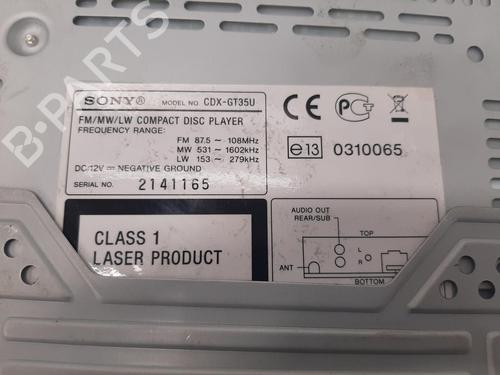 SONY® MODEL NO. CDX-GT35U
FM/MW/LW COMPACT DISC PLAYER
FREQUENCY RANGE:
FM 87.5 ~ 108MHz
MW 531 ~ 1602kHz
LW 153 ~ 279kHz
DC12V ⎓ NEGATIVE GROUND
SERIAL NO. 2141165
CE PCT
e13 0310065
CLASS 1
LASER PRODUCT
AUDIO OUT
REAR/SUB
TOP
L
R
ANT
BOTTOM
B-PARTS